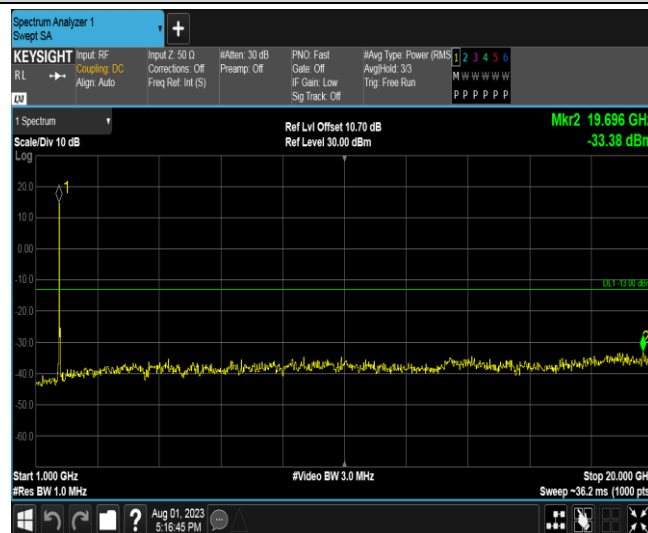 Spectrum Analyzer 1
Swept SA
+
KEYSIGHT
RL
LXI
Input: RF
Coupling: DC
Align: Auto
Input Z: 50 Ω
Corrections: Off
Freq Ref: Int (S)
#Atten: 30 dB
Preamp: Off
PNO: Fast
Gate: Off
IF Gain: Low
Sig Track: Off
#Avg Type: Power (RMS
Avg|Hold: 3/3
Trig: Free Run
1 2 3 4 5 6
M W W W W W
P P P P P P
1 Spectrum
Scale/Div 10 dB
Ref Lvl Offset 10.70 dB
Ref Level 30.00 dBm
Mkr2 19.696 GHz
-33.38 dBm
Log
1
20.0
10.0
0.00
-10.0
DL1 -13.00 dBm
-20.0
-30.0
2
-40.0
-50.0
-60.0
Start 1.000 GHz
#Res BW 1.0 MHz
#Video BW 3.0 MHz
Stop 20.000 GH
Sweep ~36.2 ms (1000 pts
?
Aug 01, 2023
5:16:45 PM